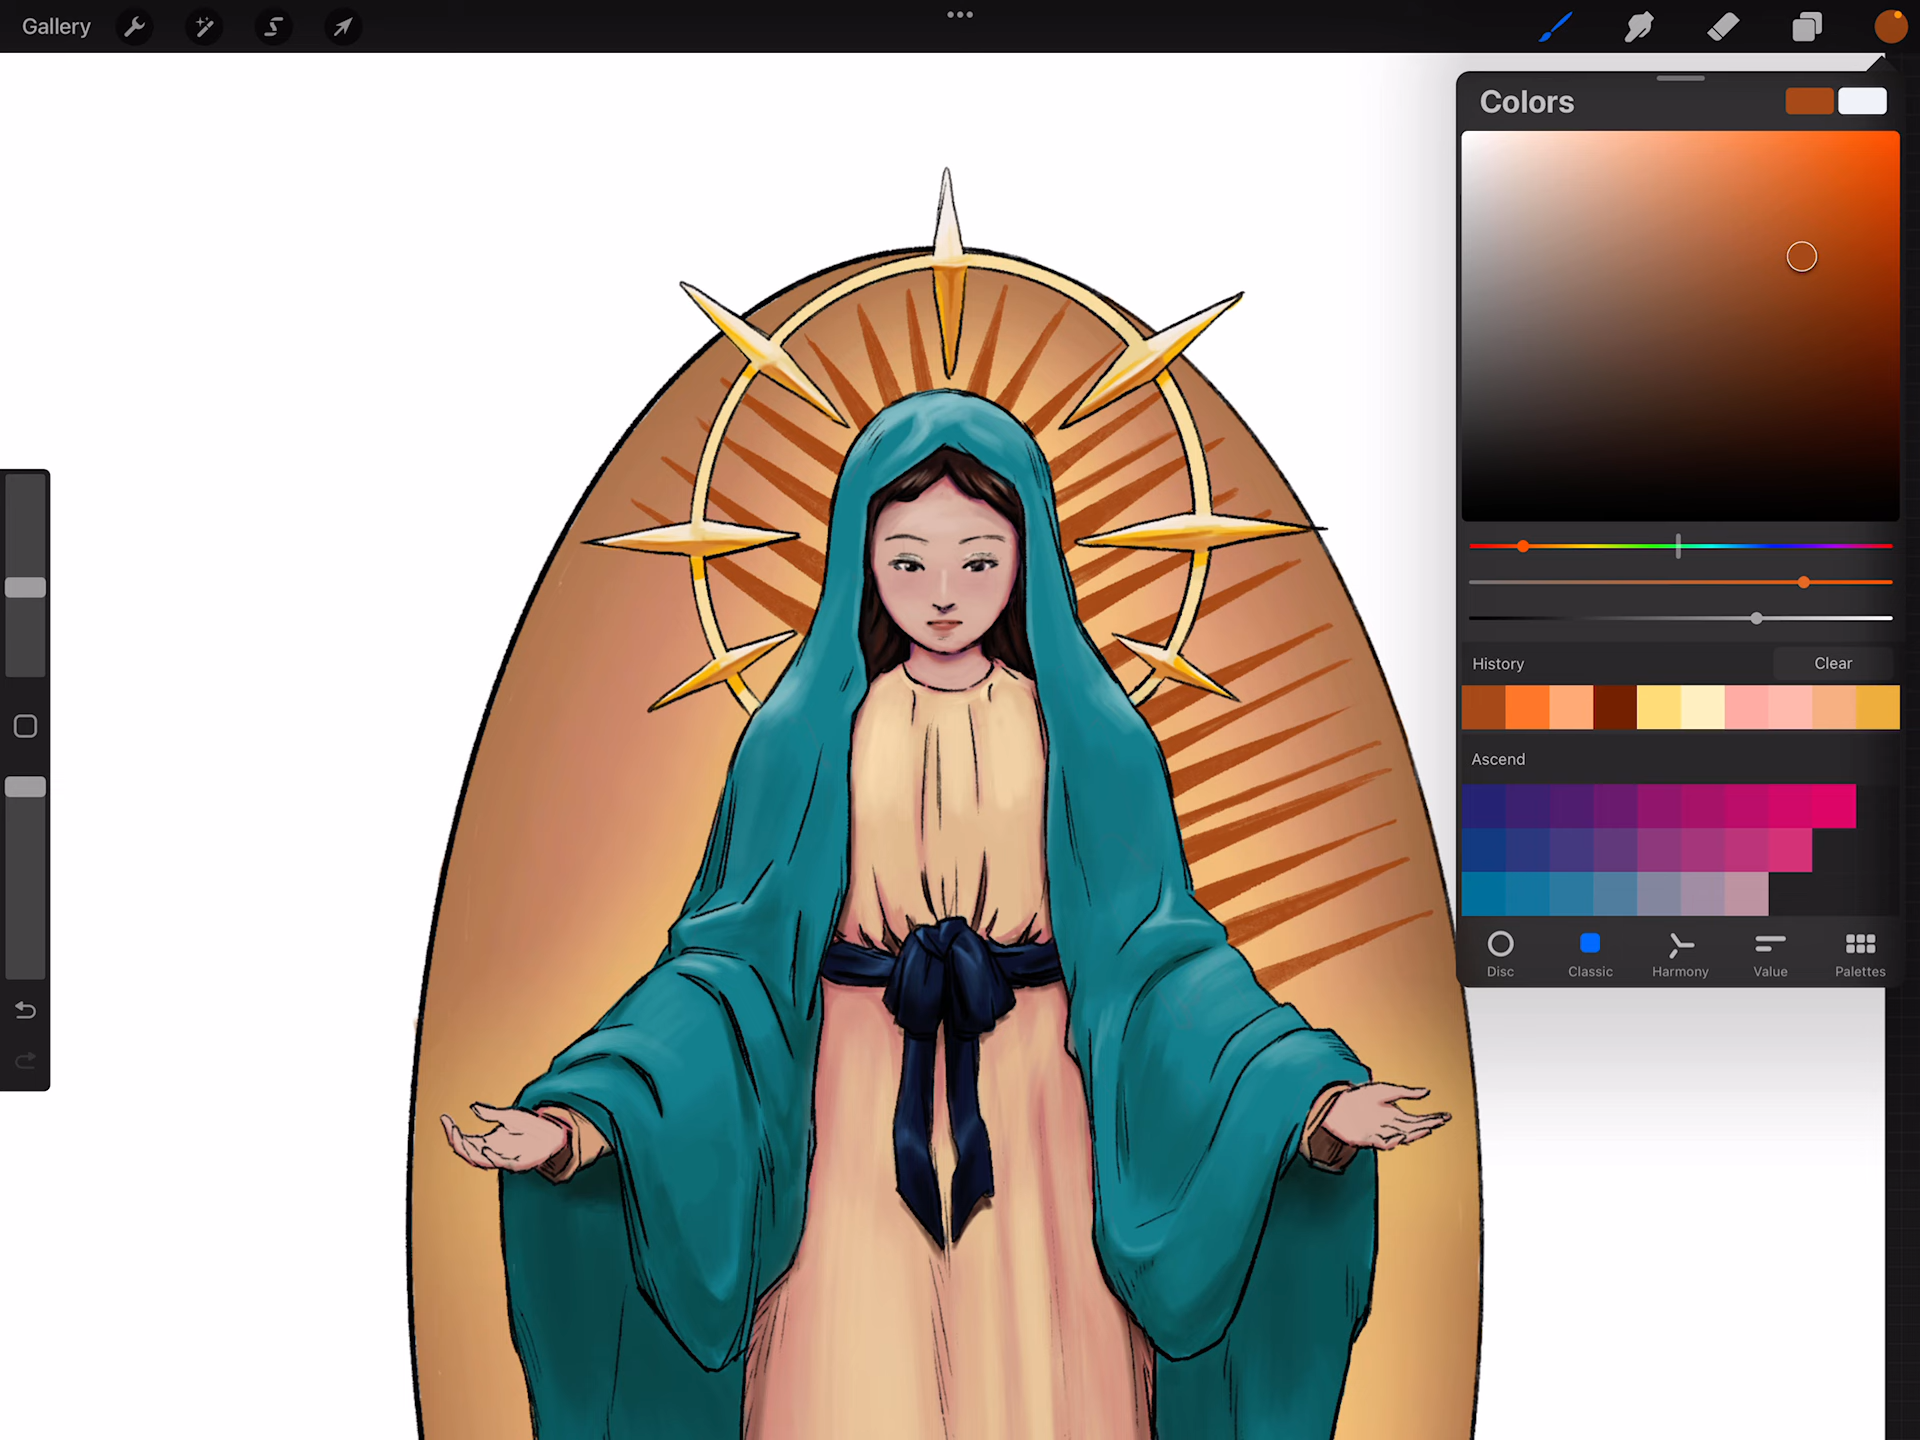 Gallery
Colors
History
Clear
Ascend
Disc
Classic
Harmony
Value
Palettes